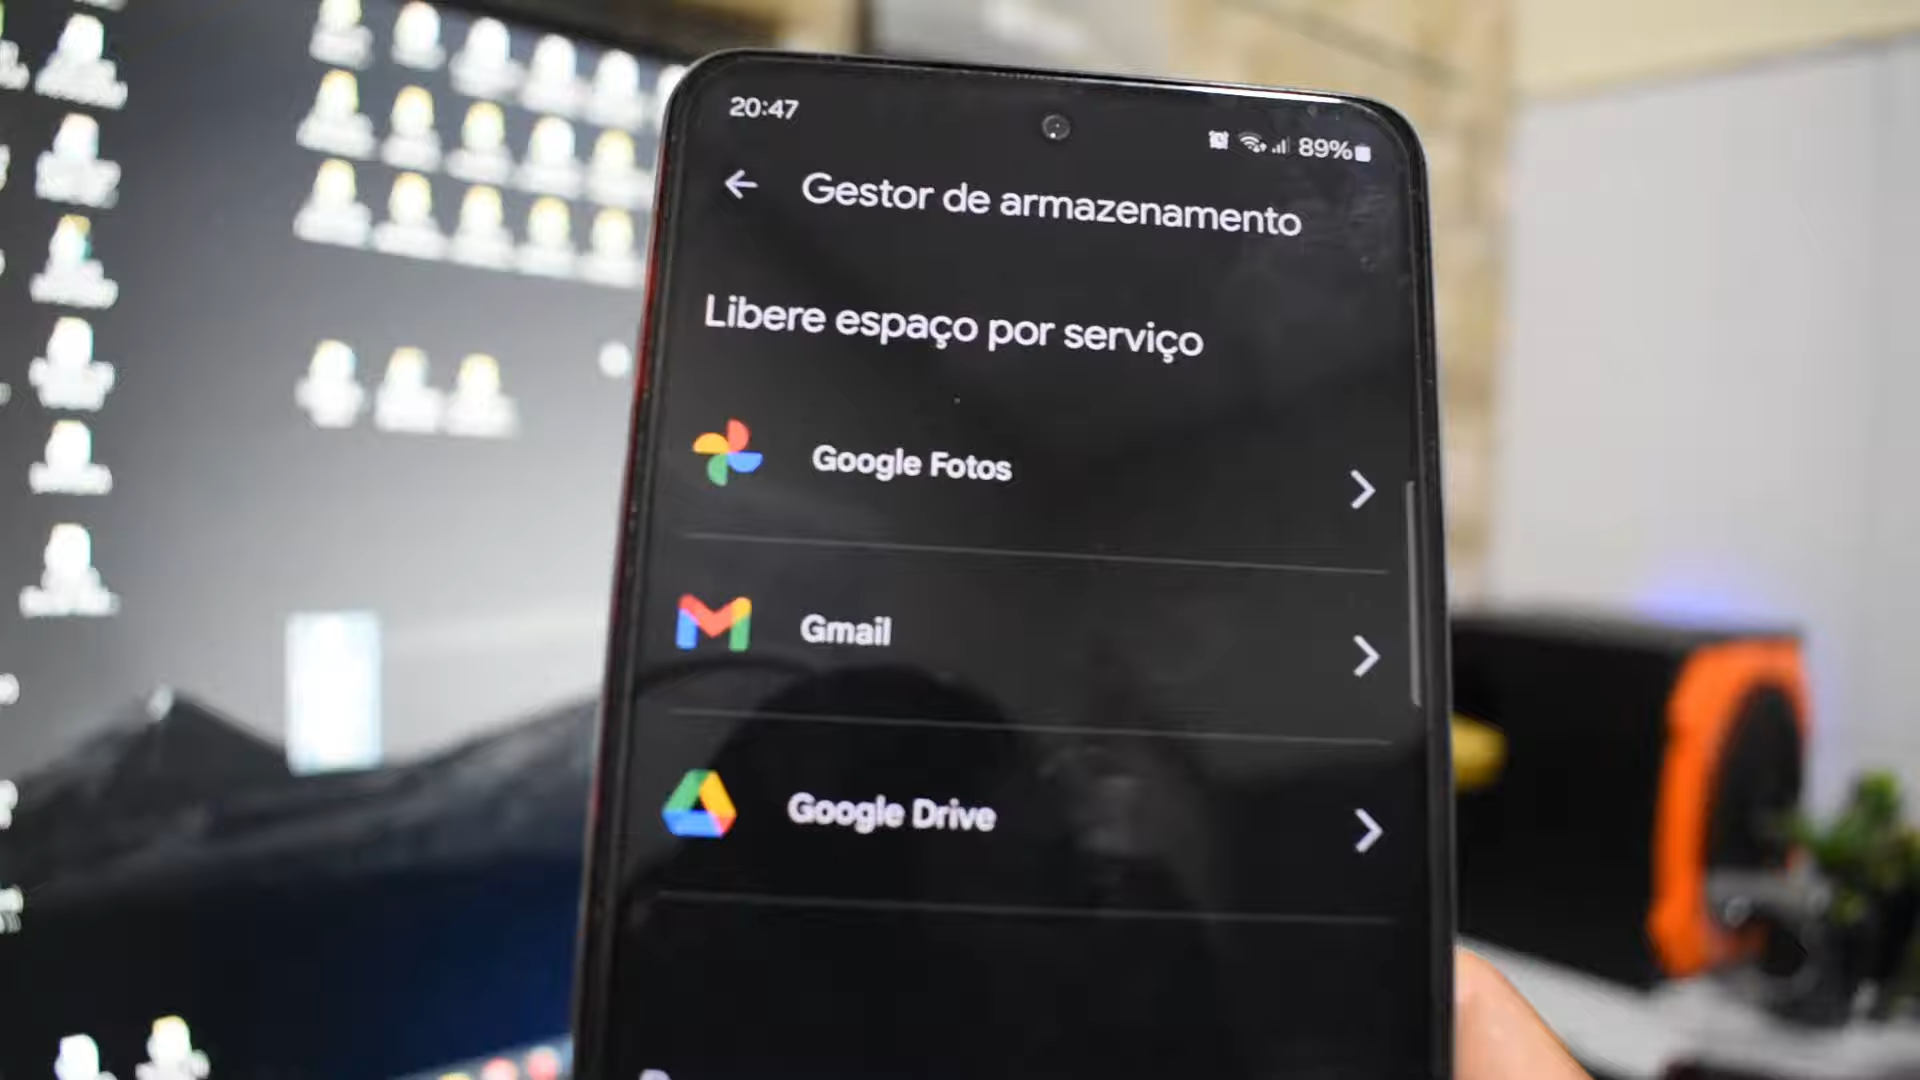 20:47
89%
Gestor de armazenamento
Libere espaço por serviço
Google Fotos
Gmail
Google Drive